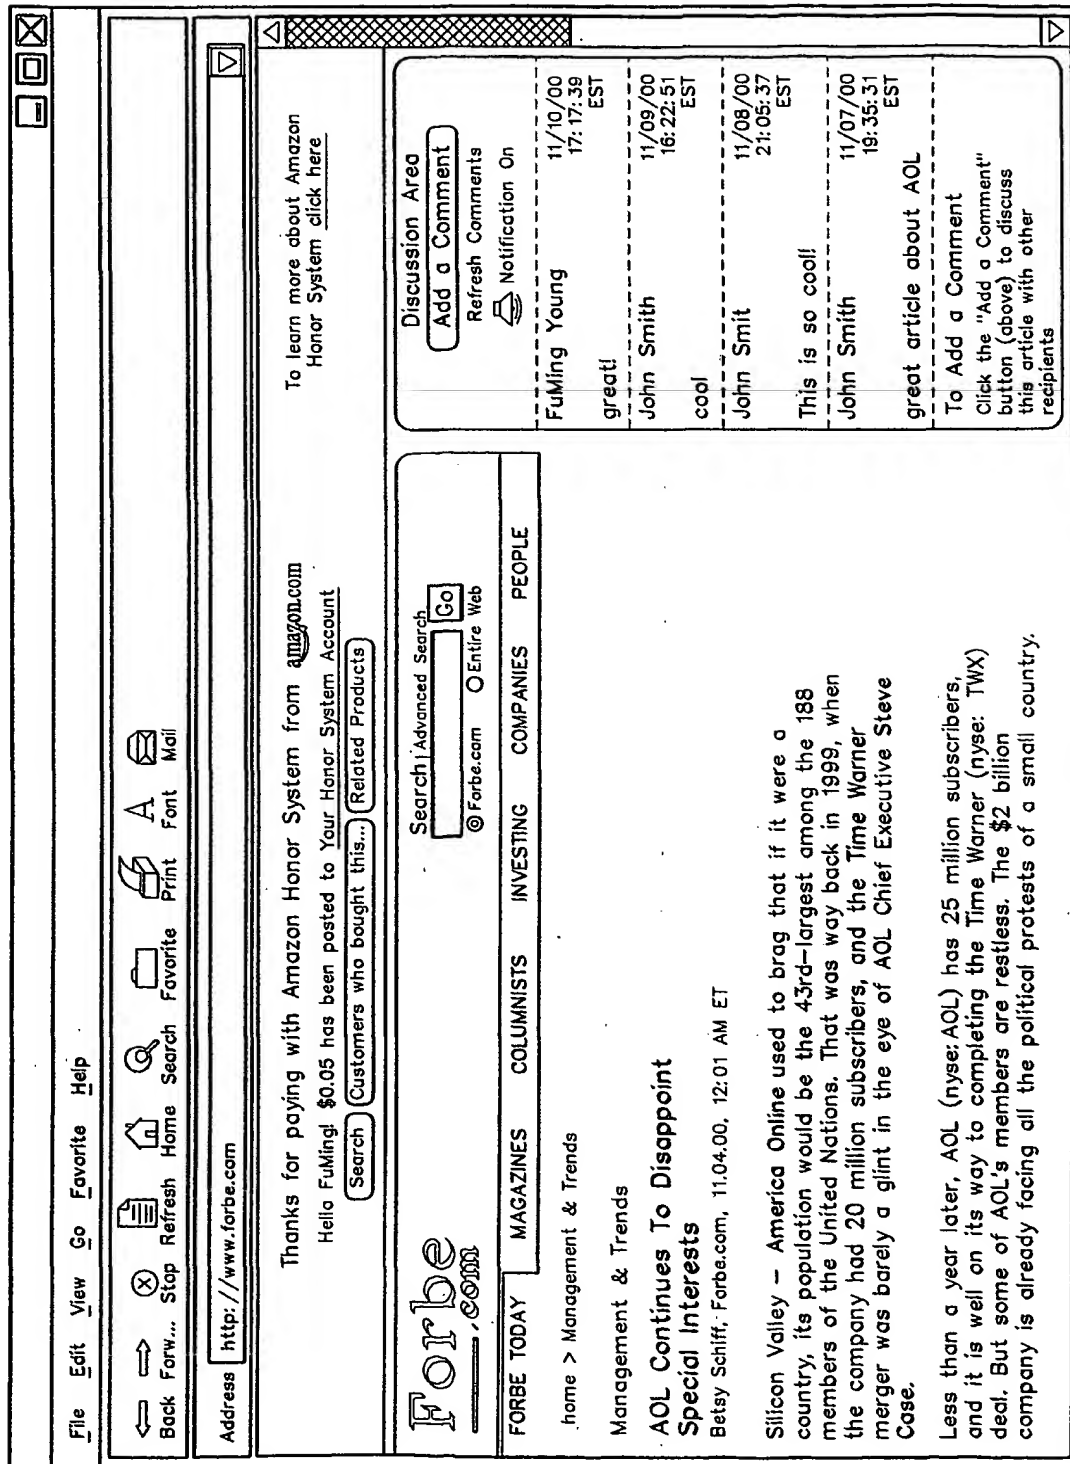 File Edit View Go Favorite Help
Back Forw... Stop Refresh Home Search Favorite Print Font Mail
Address http: //www.forbe.com
Thanks for paying with Amazon Honor System from amazon.com
Hello FuMing! $0.05 has been posted to Your Honor System Account
Search Customers who bought this... Related Products
To learn more about Amazon
Honor System click here
Forbe
.com
Search | Advanced Search
Go
Forbe.com Entire Web
FORBE TODAY MAGAZINES COLUMNISTS INVESTING COMPANIES PEOPLE
home > Management & Trends
Management & Trends
AOL Continues To Disappoint
Special Interests
Betsy Schiff, Forbe.com, 11.04.00, 12:01 AM ET
Silicon Valley – America Online used to brag that if it were a
country, its population would be the 43rd–largest among the 188
members of the United Nations. That was way back in 1999, when
the company had 20 million subscribers, and the Time Warner
merger was barely a glint in the eye of AOL Chief Executive Steve
Case.
Less than a year later, AOL (nyse: AOL) has 25 million subscribers,
and it is well on its way to completing the Time Warner (nyse: TWX)
deal. But some of AOL's members are restless. The $2 billion
company is already facing all the political protests of a small country.
Discussion Area
Add a Comment
Refresh Comments
Notification On
FuMing Young 11/10/00
17:17:39
EST
great!
John Smith 11/09/00
16:22:51
EST
cool
John Smit 11/08/00
21:05:37
EST
This is so cool!
John Smith 11/07/00
19:35:31
EST
great article about AOL
To Add a Comment
Click the "Add a Comment"
button (above) to discuss
this article with other
recipients